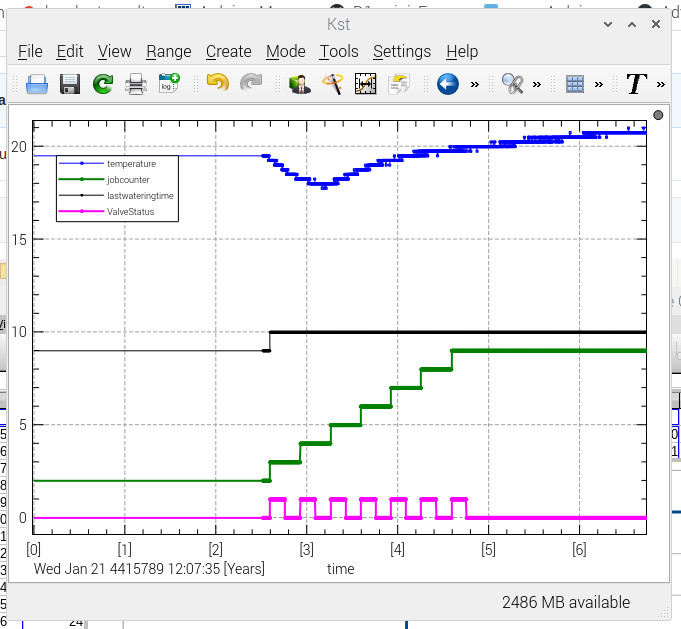 Kst
File Edit View Range Create Mode Tools Settings Help
log
T
temperature
jobcounter
lastwateringtime
ValveStatus
20
15
10
5
0
[0] [1] [2] [3] [4] [5] [6]
Wed Jan 21 4415789 12:07:35 [Years] time
2486 MB available
24